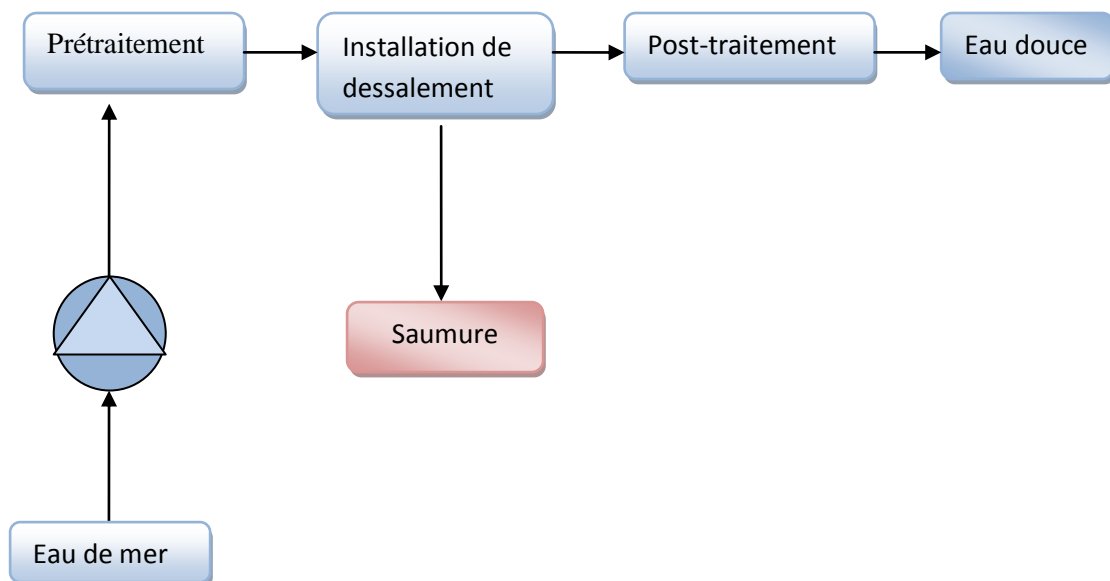 Prétraitement
Installation de
dessalement
Post-traitement
Eau douce
Saumure
Eau de mer